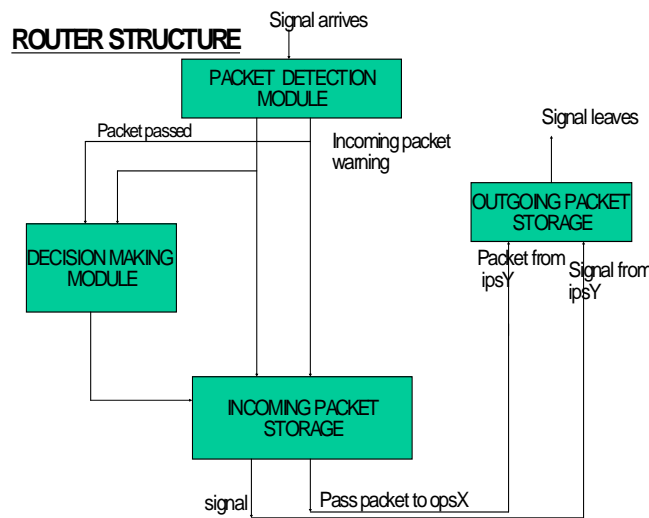 Signal arrives
ROUTER STRUCTURE
PACKET DETECTION
MODULE
Packet passed
Incoming packet
warning
Signal leaves
OUTGOING PACKET
STORAGE
DECISION MAKING
MODULE
Packet from
ipsY
Signal from
ipsY
INCOMING PACKET
STORAGE
signal
Pass packet to opsX